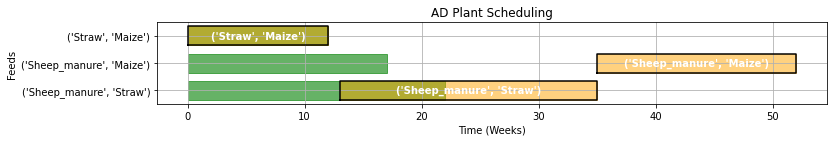 AD Plant Scheduling
Feeds
('Straw', 'Maize')
('Straw', 'Maize')
('Sheep_manure', 'Maize')
('Sheep_manure', 'Maize')
('Sheep_manure', 'Straw')
('Sheep_manure', 'Straw')
0 10 20 30 40 50
Time (Weeks)